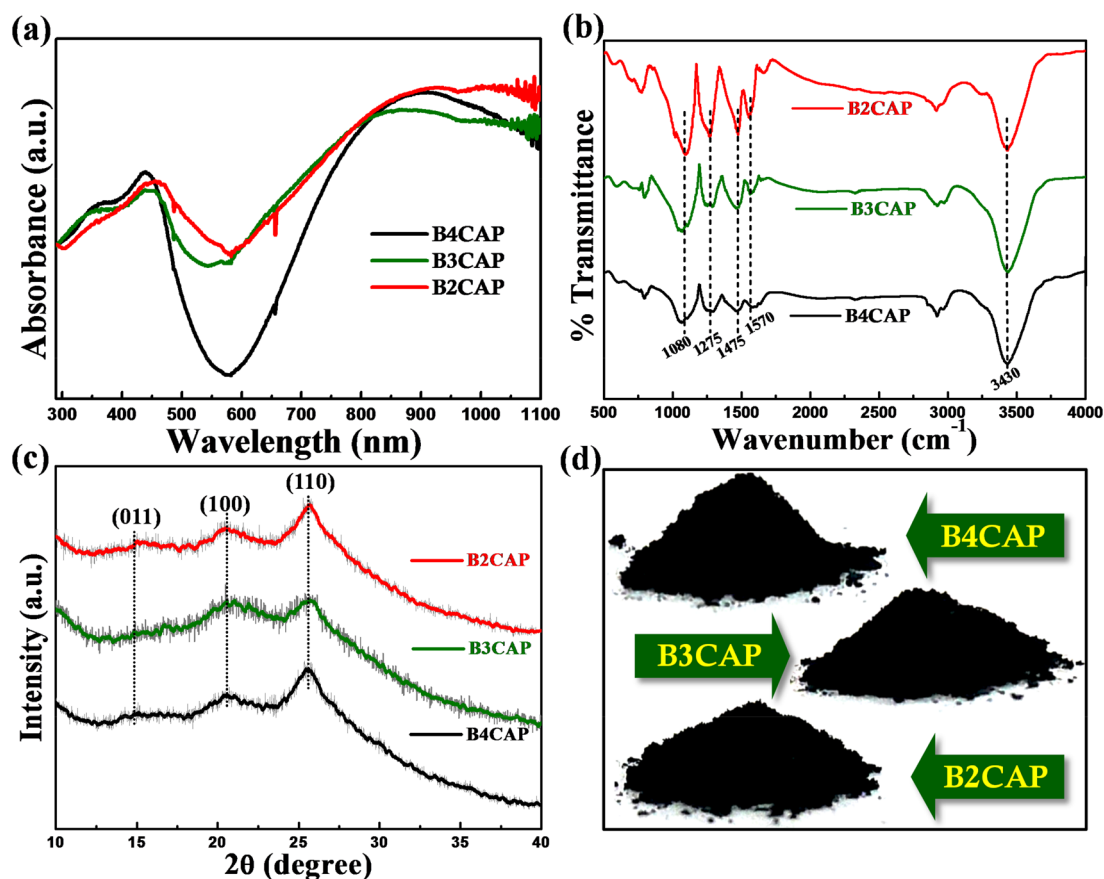 (a)
Absorbance (a.u.)
B4CAP
B3CAP
B2CAP
290 400 500 600 700 800 900 1000 1100
Wavelength (nm)
(b)
% Transmittance
B2CAP
B3CAP
B4CAP
1080
1275
1475
1570
3430
500 1000 1500 2000 2500 3000 3500 4000
Wavenumber (cm-1)
(c)
Intensity (a.u.)
(011)
(100)
(110)
B2CAP
B3CAP
B4CAP
10 15 20 25 30 35 40
2θ (degree)
(d)
B4CAP
B3CAP
B2CAP